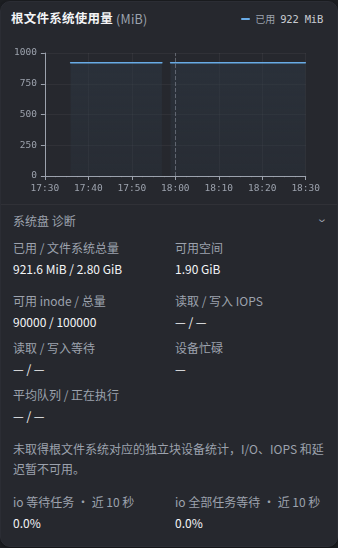 根文件系统使用量 (MiB) 已用 922 MiB
1000
750
500
250
0
17:30 17:40 17:50 18:00 18:10 18:20 18:30
系统盘 诊断
已用 / 文件系统总量 可用空间
921.6 MiB / 2.80 GiB 1.90 GiB
可用 inode / 总量 读取 / 写入 IOPS
90000 / 100000 — / —
读取 / 写入等待 设备忙碌
— / — —
平均队列 / 正在执行
— / —
未取得根文件系统对应的独立块设备统计，I/O、IOPS 和延
迟暂不可用。
io 等待任务 · 近 10 秒 io 全部任务等待 · 近 10 秒
0.0% 0.0%